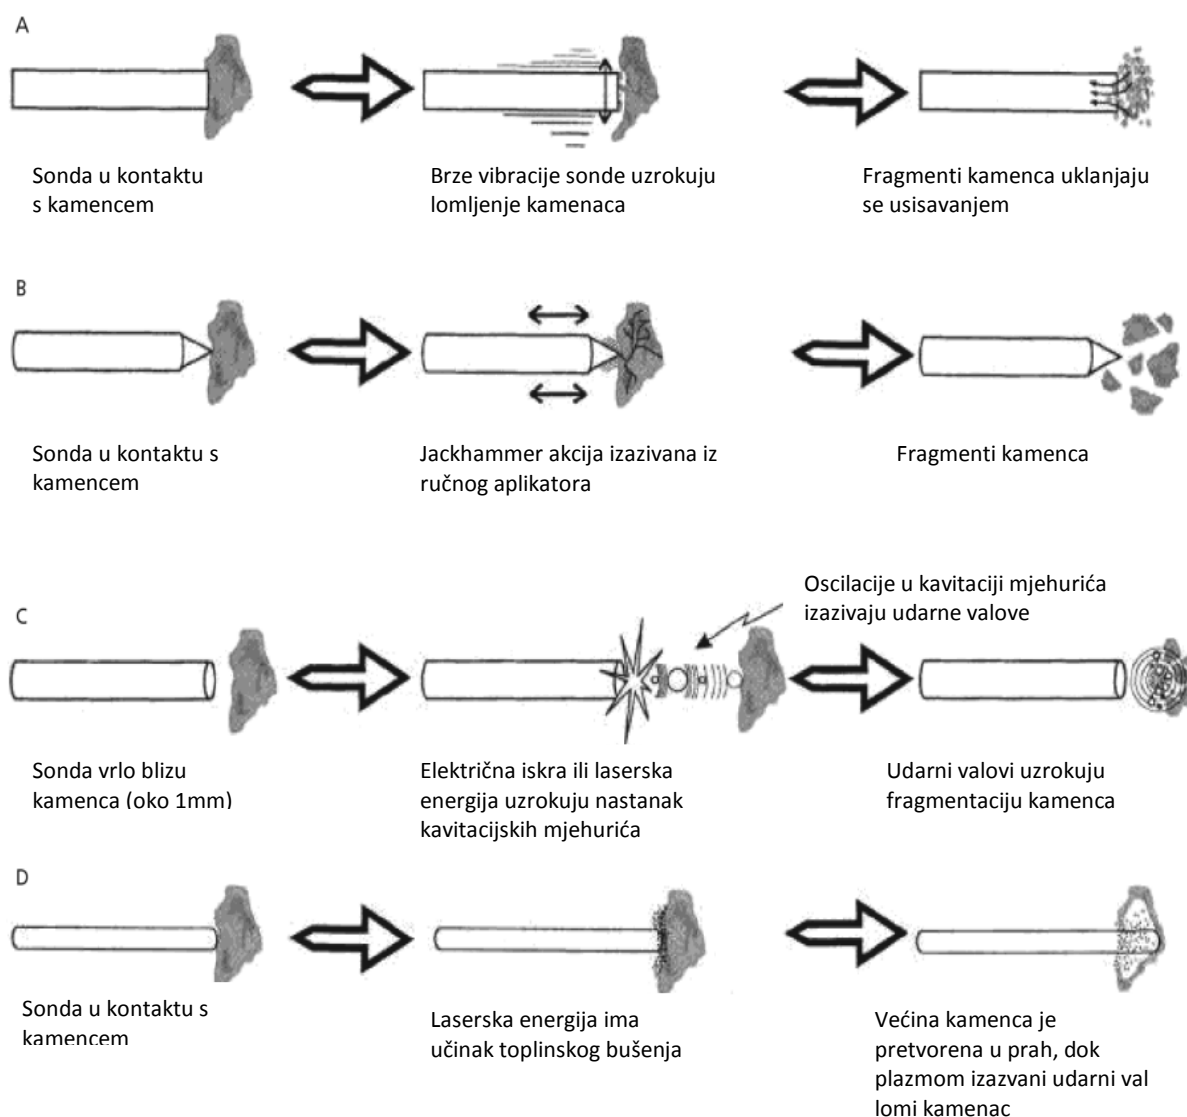 A
Sonda u kontaktu
s kamencem
Brze vibracije sonde uzrokuju
lomljenje kamenaca
Fragmenti kamenca uklanjaju
se usisavanjem
B
Sonda u kontaktu s
kamencem
Jackhammer akcija izazivana iz
ručnog aplikatora
Fragmenti kamenca
Oscilacije u kavitaciji mjehurića
izazivaju udarne valove
C
Sonda vrlo blizu
kamenca (oko 1mm)
Električna iskra ili laserska
energija uzrokuju nastanak
kavitacijskih mjehurića
Udarni valovi uzrokuju
fragmentaciju kamenca
D
Sonda u kontaktu s
kamencem
Laserska energija ima
učinak toplinskog bušenja
Većina kamenca je
pretvorena u prah, dok
plazmom izazvani udarni val
lomi kamenac